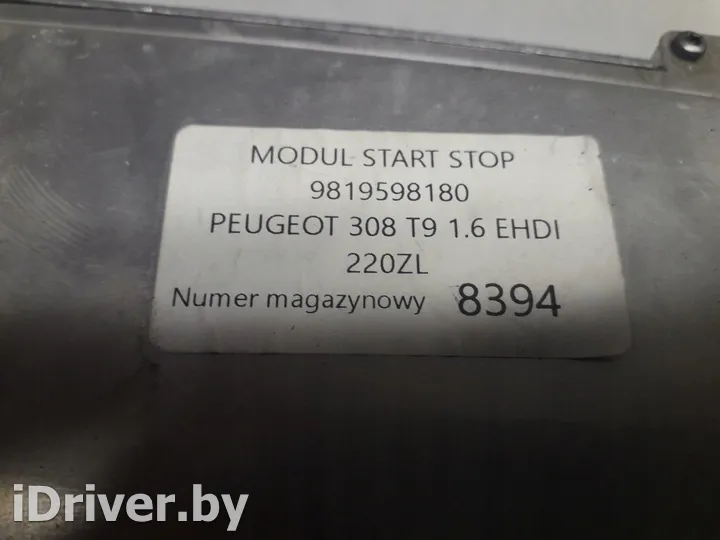 MODUL START STOP
9819598180
PEUGEOT 308 T9 1.6 EHDI
220ZL
Numer magazynowy 8394
iDriver.by